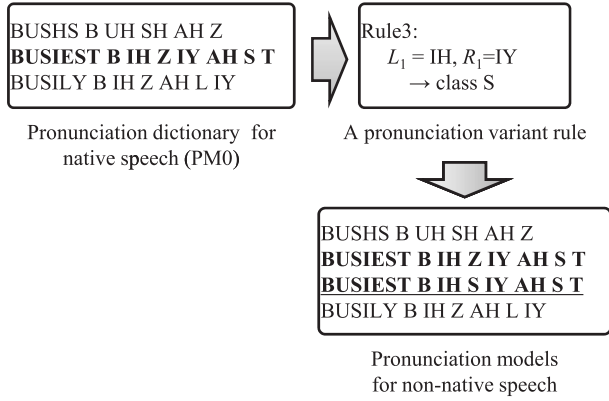 BUSHS B UH SH AH Z
BUSIEST B IH Z IY AH S T
BUSILY B IH Z AH L IY
Pronunciation dictionary for
native speech (PM0)
Rule3:
L₁ = IH, R₁=IY
→ class S
A pronunciation variant rule
BUSHS B UH SH AH Z
BUSIEST B IH Z IY AH S T
BUSIEST B IH S IY AH S T
BUSILY B IH Z AH L IY
Pronunciation models
for non-native speech